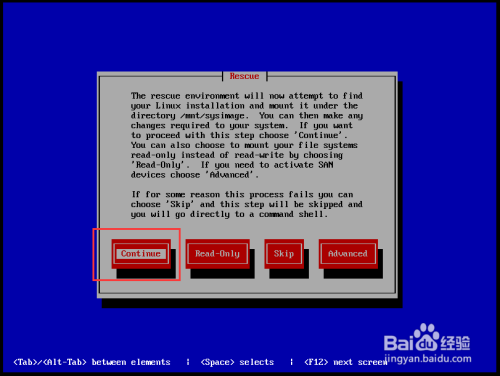 Rescue
The rescue environment will now attempt to find
your Linux installation and mount it under the
directory /mnt/sysimage. You can then make any
changes required to your system. If you want
to proceed with this step choose 'Continue'.
You can also choose to mount your file systems
read-only instead of read-write by choosing
'Read-Only'. If you need to activate SAN
devices choose 'Advanced'.
If for some reason this process fails you can
choose 'Skip' and this step will be skipped and
you will go directly to a command shell.
Continue Read-Only Skip Advanced
Baidu经验
jingyan.baidu.com
<Tab>/<Alt-Tab> between elements | <Space> selects | <F12> next screen